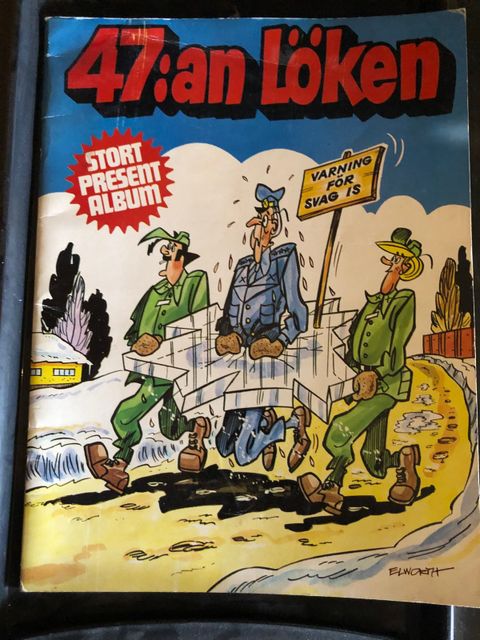 47:an Löken
STORT
PRESENT
ALBUM
VARNING
FÖR
SVAG IS
ELWORTH